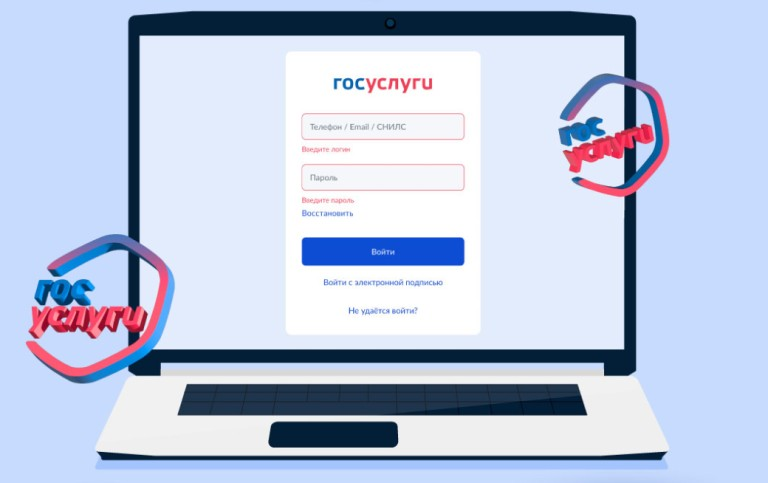 госуслуги
Телефон / Email / СНИЛС
Введите логин
Пароль
Введите пароль
Восстановить
Войти
Войти с электронной подписью
Не удаётся войти?
гос
услуги
гос
услуги